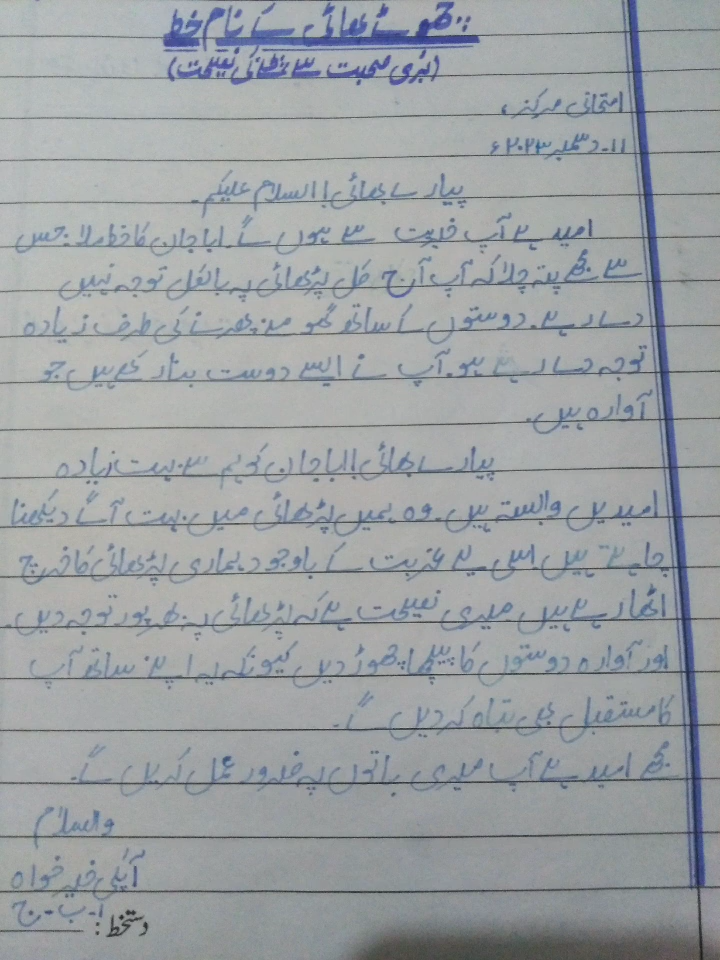 چھوٹے بھائی کے نام خط
(بُری صحبت سے بچنے کی نصیحت)
امتحانی مرکز،
۱۱-دسمبر ۲۰۲۳ء
پیارے بھائی! السلام علیکم۔
امید ہے آپ خیریت سے ہوں گے۔ ابا جان کا خط ملا۔ جس
سے مجھے پتہ چلا کہ آپ آج کل پڑھائی پہ بالکل توجہ نہیں
دے رہے۔ دوستوں کے ساتھ گھومنے پھرنے کی طرف زیادہ
توجہ دے رہے ہو۔ آپ نے ایسے دوست بنا رکھے ہیں جو
آوارہ ہیں۔
پیارے بھائی! ابا جان کو ہم سے بہت زیادہ
امیدیں وابستہ ہیں۔ وہ ہمیں پڑھائی میں بہت آگے دیکھنا
چاہتے ہیں اسی لیے غربت کے باوجود ہماری پڑھائی کا خرچ
اٹھا رہے ہیں۔ میری نصیحت ہے کہ پڑھائی پہ بھرپور توجہ دیں۔
اور آوارہ دوستوں کا پیچھا چھوڑ دیں کیونکہ یہ اپنے ساتھ آپ
کا مستقبل بھی تباہ کر دیں گے۔
مجھے امید ہے آپ میری باتوں پہ ضرور عمل کریں گے۔
والسلام
آپکی خیر خواہ
ا-ب-ج
دستخط: